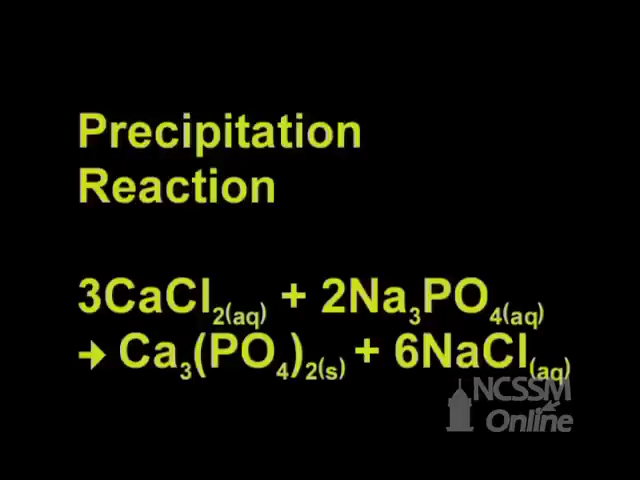 Precipitation
Reaction
3CaCl₂(aq) + 2Na₃PO₄(aq)
➔ Ca₃(PO₄)₂(s) + 6NaCl(aq)
NCSSM
Online